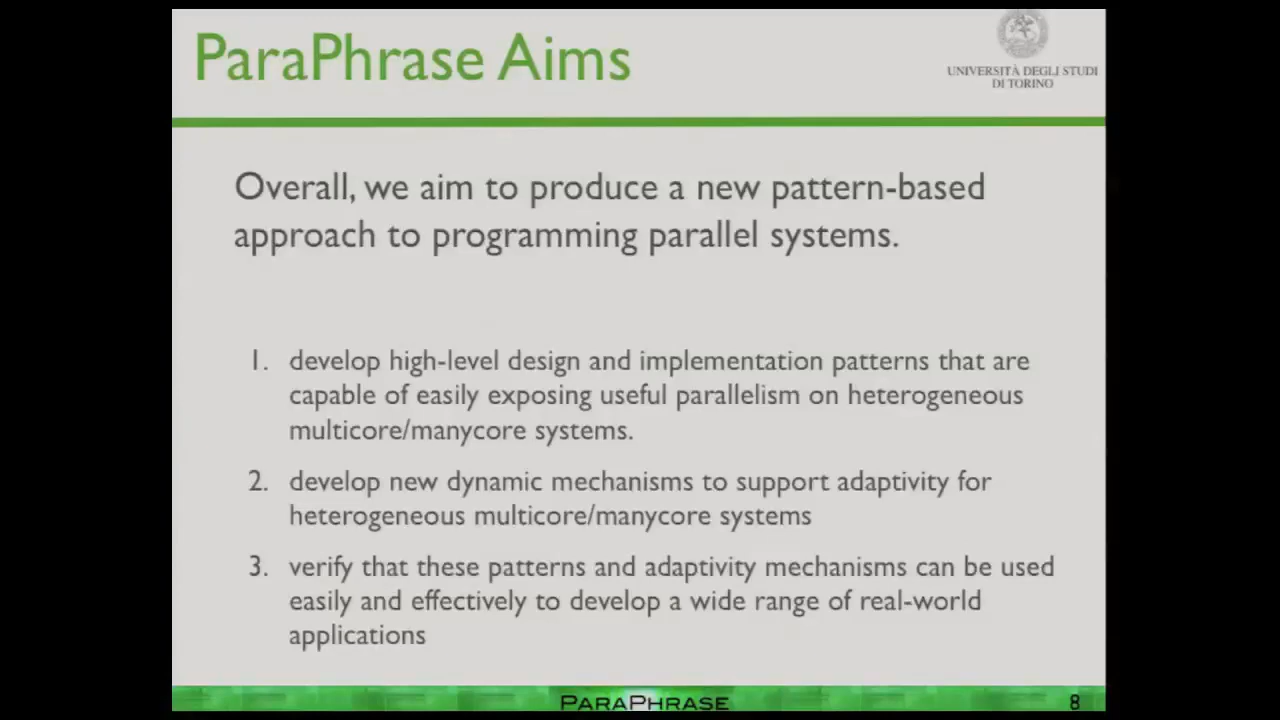 ParaPhrase Aims
UNIVERSITÀ DEGLI STUDI
DI TORINO
Overall, we aim to produce a new pattern-based
approach to programming parallel systems.
1. develop high-level design and implementation patterns that are
capable of easily exposing useful parallelism on heterogeneous
multicore/manycore systems.
2. develop new dynamic mechanisms to support adaptivity for
heterogeneous multicore/manycore systems
3. verify that these patterns and adaptivity mechanisms can be used
easily and effectively to develop a wide range of real-world
applications
PARAPHRASE
8